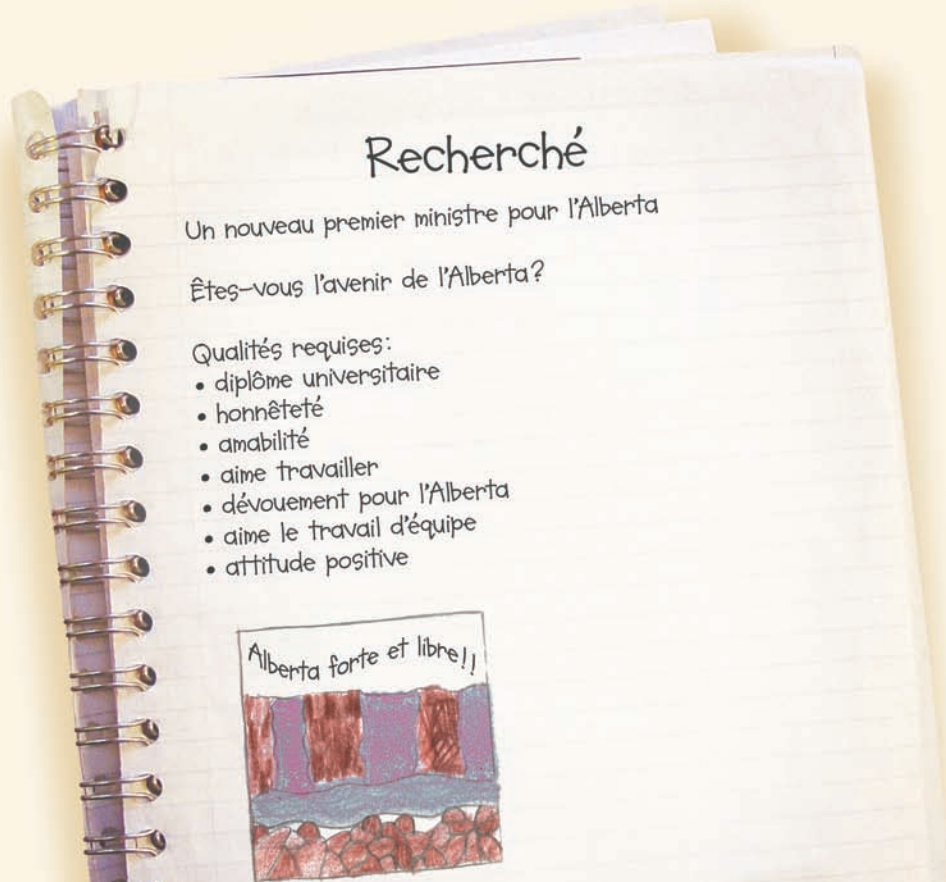 Recherché
Un nouveau premier ministre pour l'Alberta
Êtes-vous l'avenir de l'Alberta?
Qualités requises:
• diplôme universitaire
• honnêteté
• amabilité
• aime travailler
• dévouement pour l'Alberta
• aime le travail d'équipe
• attitude positive
Alberta forte et libre!!